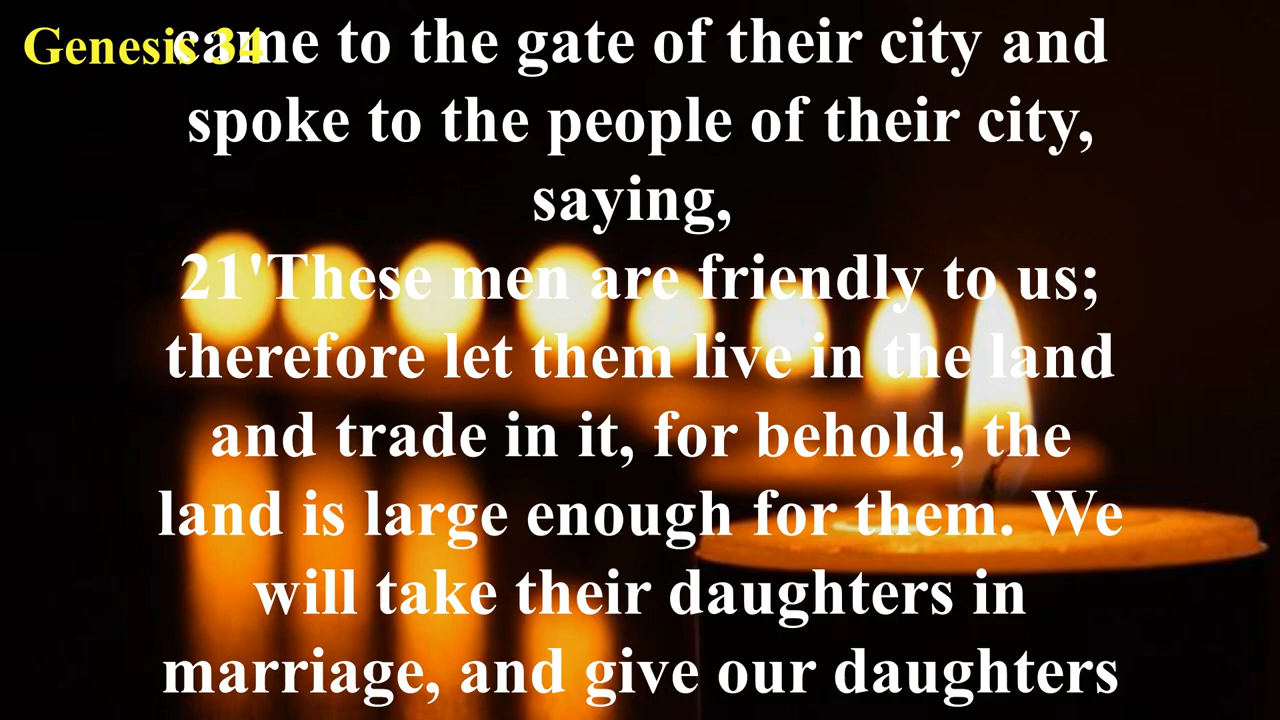 Genesis 34
came to the gate of their city and
spoke to the people of their city,
saying,
21'These men are friendly to us;
therefore let them live in the land
and trade in it, for behold, the
land is large enough for them. We
will take their daughters in
marriage, and give our daughters